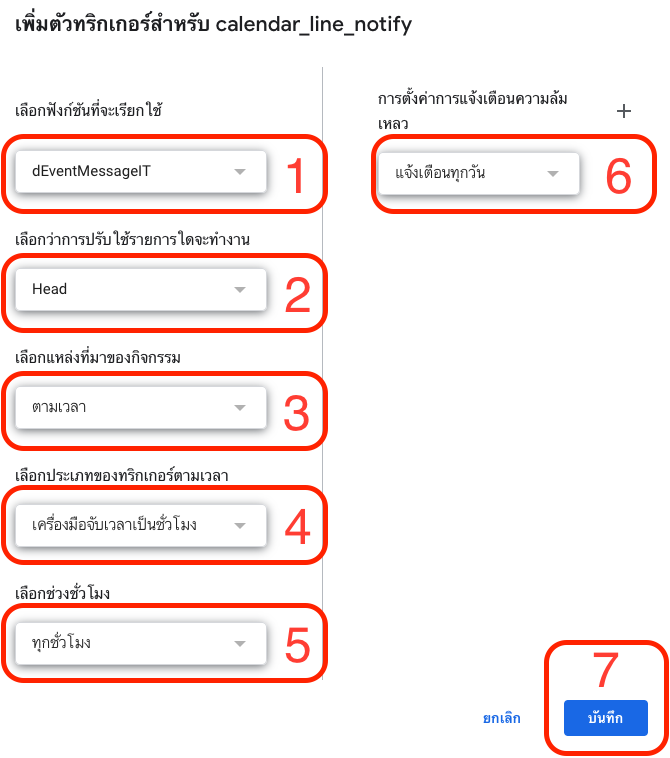 เพิ่มตัวทริกเกอร์สำหรับ calendar_line_notify
เลือกฟังก์ชันที่จะเรียกใช้
dEventMessageIT
1
เลือกว่าการปรับใช้รายการใดจะทำงาน
Head
2
เลือกแหล่งที่มาของกิจกรรม
ตามเวลา
3
เลือกประเภทของทริกเกอร์ตามเวลา
เครื่องมือจับเวลาเป็นชั่วโมง
4
เลือกช่วงชั่วโมง
ทุกชั่วโมง
5
การตั้งค่าการแจ้งเตือนความล้ม
เหลว
แจ้งเตือนทุกวัน
6
7
ยกเลิก
บันทึก